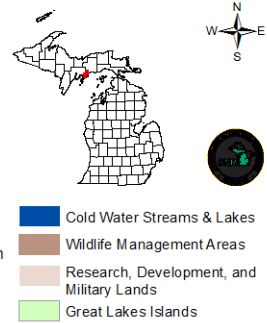 N
W E
S
Cold Water Streams & Lakes
Wildlife Management Areas
Research, Development, and
Military Lands
Great Lakes Islands